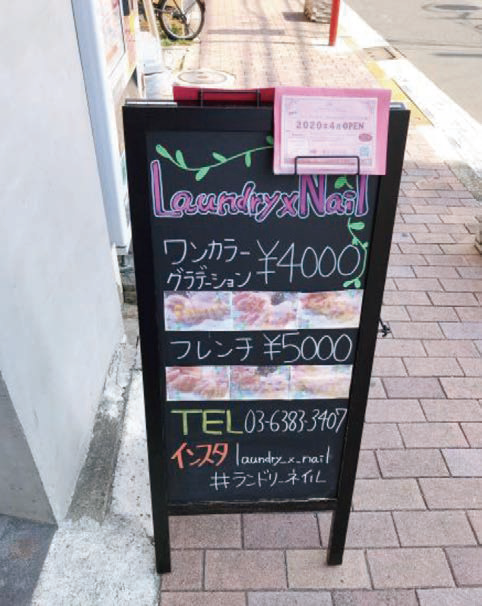 2020年4月OPEN
Laundry x Nail
ワンカラー
グラデーション ¥4000
フレンチ ¥5000
TEL 03-6383-3407
インスタ laundry_x_nail
#ランドリーネイル